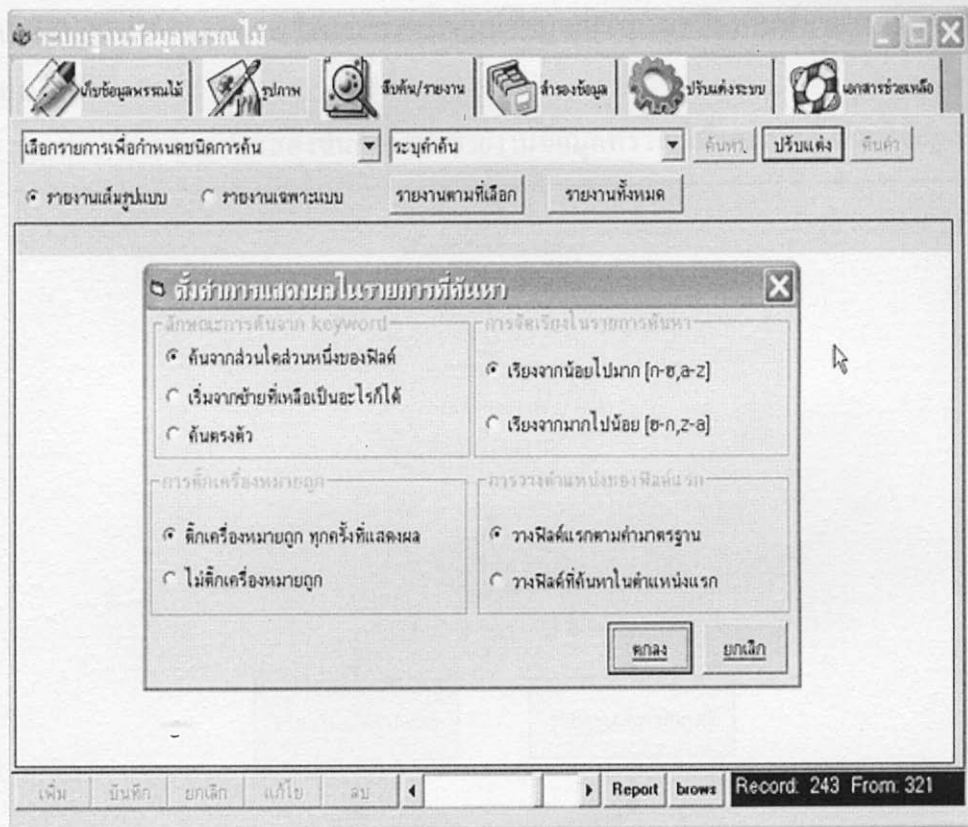 ระบบฐานข้อมูลพรรณไม้
เก็บข้อมูลพรรณไม้ รูปภาพ สืบค้น/รายงาน สำรองข้อมูล ปรับแต่งระบบ เอกสารช่วยเหลือ
เลือกรายการเพื่อกำหนดชนิดการค้น ระบุคำค้น ค้นหา ปรับแต่ง คืนค่า
รายงานเต็มรูปแบบ รายงานเฉพาะแบบ รายงานตามที่เลือก รายงานทั้งหมด
ตั้งค่าการแสดงผลในรายการที่ค้นหา
ลักษณะการค้นจาก keyword
ค้นจากส่วนใดส่วนหนึ่งของฟิลด์
เริ่มจากซ้ายที่เหลือเป็นอะไรก็ได้
ค้นตรงตัว
การจัดเรียงในรายการค้นหา
เรียงจากน้อยไปมาก [ก-ฮ,a-z]
เรียงจากมากไปน้อย [ฮ-ก,z-a]
การติ๊กเครื่องหมายถูก
ติ๊กเครื่องหมายถูก ทุกครั้งที่แสดงผล
ไม่ติ๊กเครื่องหมายถูก
การวางตำแหน่งของฟิลด์แรก
วางฟิลด์แรกตามค่ามาตรฐาน
วางฟิลด์ที่ค้นหาในตำแหน่งแรก
ตกลง ยกเลิก
เพิ่ม บันทึก ยกเลิก แก้ไข ลบ Report brows Record: 243 From: 321